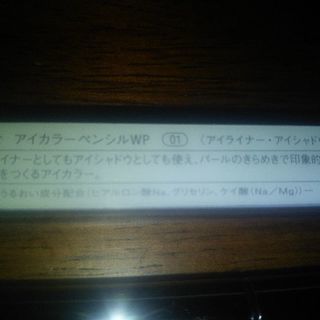 アイカラーペンシルWP 01 (アイライナー・アイシャドウ
イナーとしてもアイシャドウとしても使え、パールのきらめきで印象的
をつくるアイカラー。
うるおい成分配合(ヒアルロン酸Na、グリセリン、ケイ酸(Na/Mg))